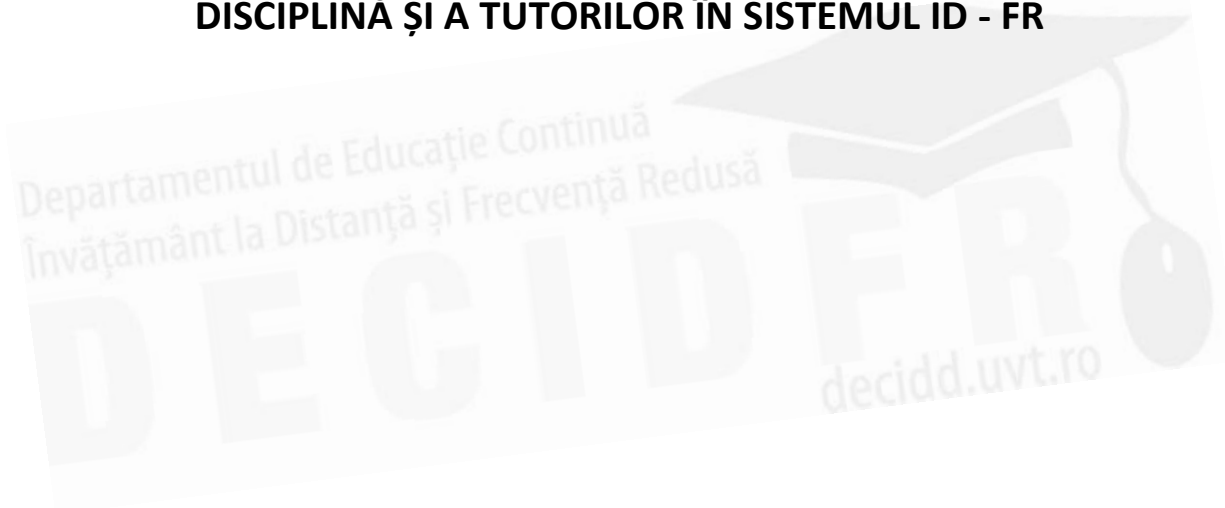 DISCIPLINĂ ȘI A TUTORILOR ÎN SISTEMUL ID - FR
Departamentul de Educație Continuă
Învățământ la Distanță și Frecvență Redusă
DECIDFR
decidd.uvt.ro